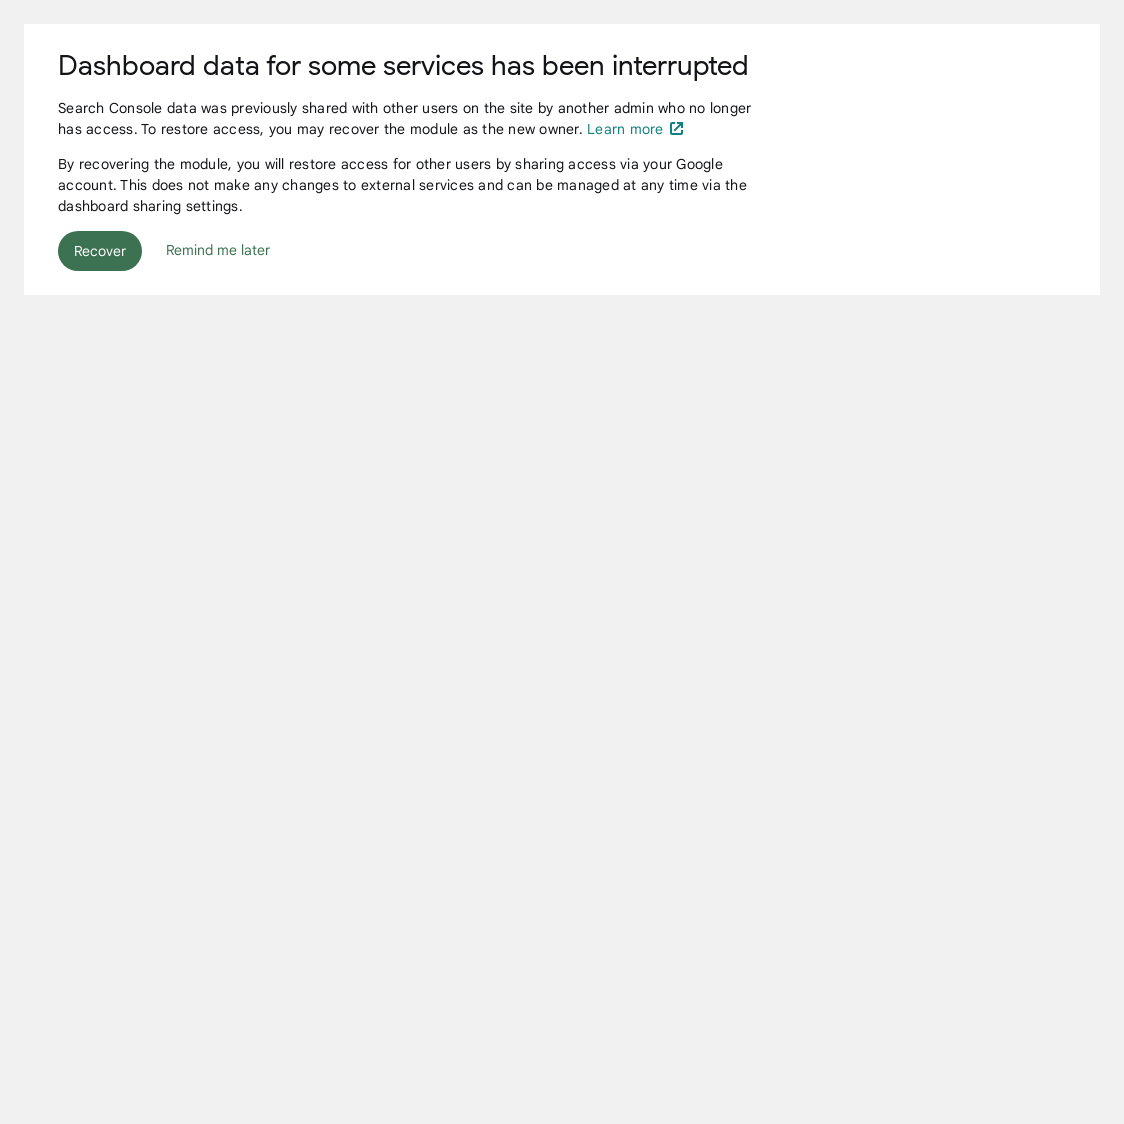 Dashboard data for some services has been interrupted
Search Console data was previously shared with other users on the site by another admin who no longer
has access. To restore access, you may recover the module as the new owner. Learn more
By recovering the module, you will restore access for other users by sharing access via your Google
account. This does not make any changes to external services and can be managed at any time via the
dashboard sharing settings.
Recover
Remind me later